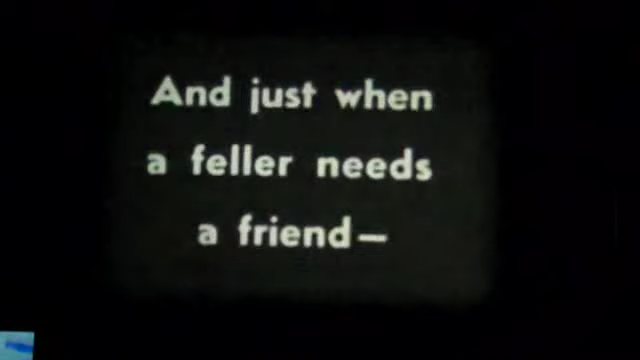 And just when
a feller needs
a friend—